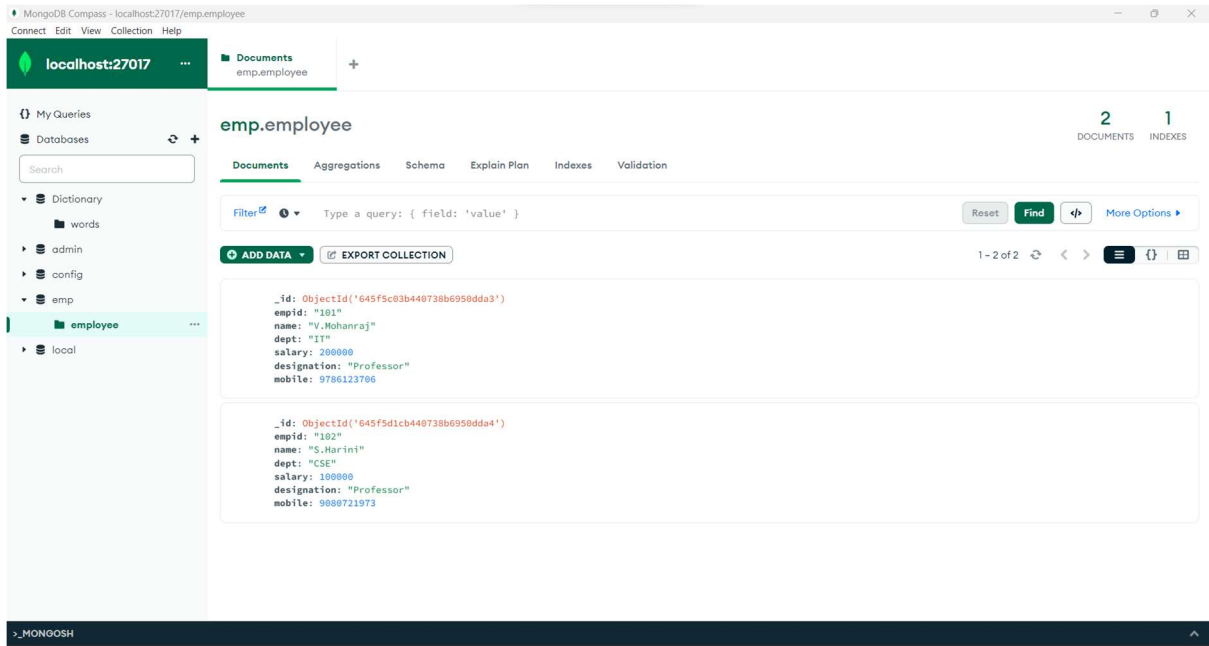 MongoDB Compass - localhost:27017/emp.employee
Connect Edit View Collection Help
localhost:27017 ...
Documents
emp.employee
+
{} My Queries
Databases
Search
Dictionary
words
admin
config
emp
employee ...
local
emp.employee
2
DOCUMENTS
1
INDEXES
Documents Aggregations Schema Explain Plan Indexes Validation
Filter Type a query: { field: 'value' } Reset Find </> More Options
ADD DATA EXPORT COLLECTION 1 – 2 of 2 {}
_id: ObjectId('645f5c03b440738b6950dda3')
empid: "101"
name: "V.Mohanraj"
dept: "IT"
salary: 200000
designation: "Professor"
mobile: 9786123706
_id: ObjectId('645f5d1cb440738b6950dda4')
empid: "102"
name: "S.Harini"
dept: "CSE"
salary: 100000
designation: "Professor"
mobile: 9080721973
>_MONGOSH